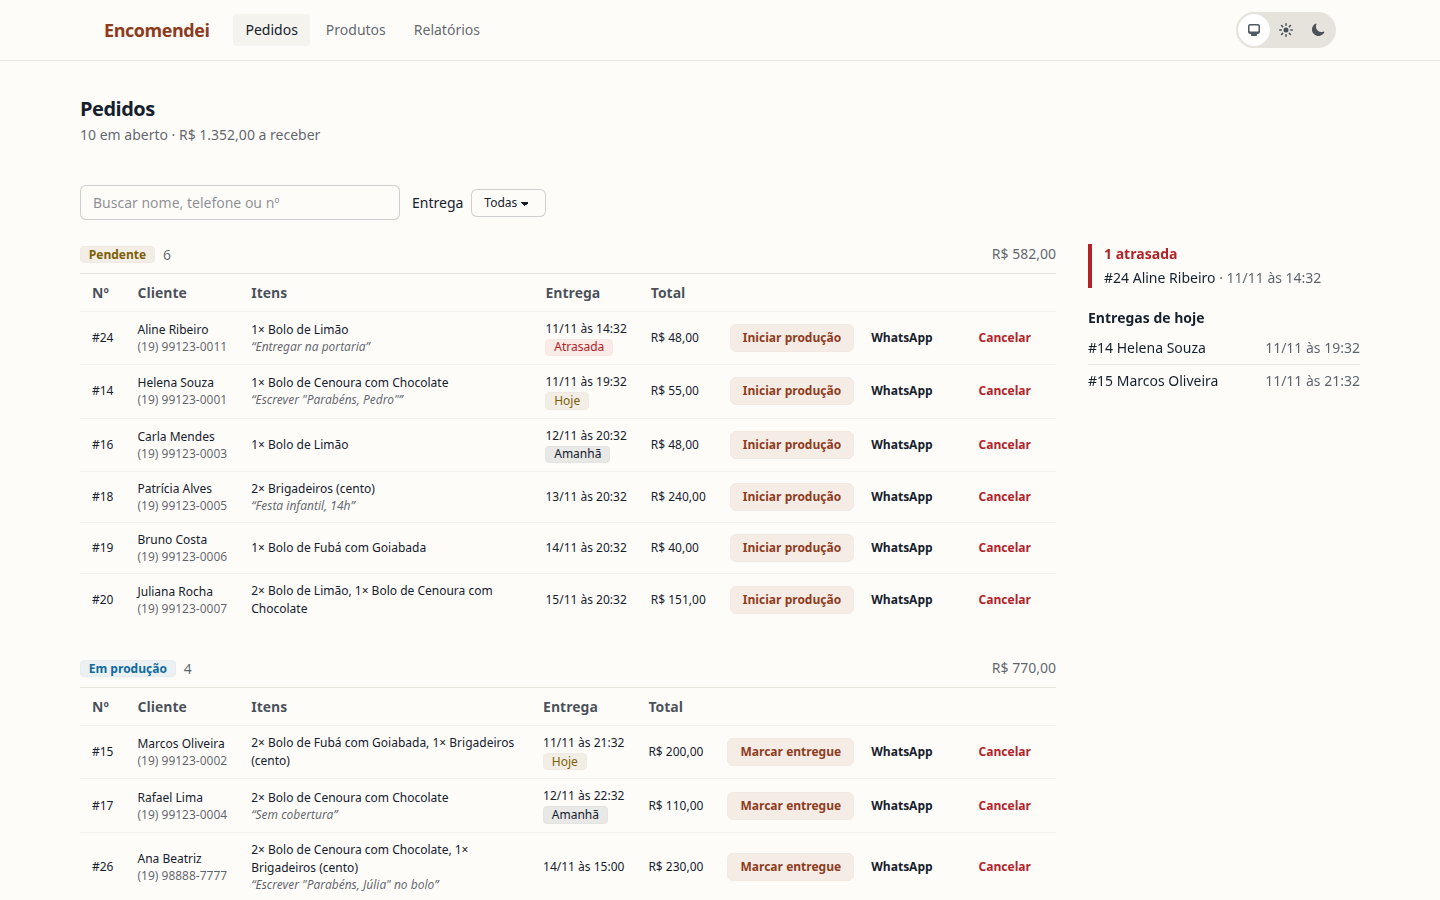 Encomendei Pedidos Produtos Relatórios
Pedidos
10 em aberto · R$ 1.352,00 a receber
Buscar nome, telefone ou nº Entrega Todas
Pendente 6 R$ 582,00
Nº Cliente Itens Entrega Total
#24 Aline Ribeiro (19) 99123-0011 1× Bolo de Limão “Entregar na portaria” 11/11 às 14:32 Atrasada R$ 48,00 Iniciar produção WhatsApp Cancelar
#14 Helena Souza (19) 99123-0001 1× Bolo de Cenoura com Chocolate “Escrever "Parabéns, Pedro"” 11/11 às 19:32 Hoje R$ 55,00 Iniciar produção WhatsApp Cancelar
#16 Carla Mendes (19) 99123-0003 1× Bolo de Limão 12/11 às 20:32 Amanhã R$ 48,00 Iniciar produção WhatsApp Cancelar
#18 Patrícia Alves (19) 99123-0005 2× Brigadeiros (cento) “Festa infantil, 14h” 13/11 às 20:32 R$ 240,00 Iniciar produção WhatsApp Cancelar
#19 Bruno Costa (19) 99123-0006 1× Bolo de Fubá com Goiabada 14/11 às 20:32 R$ 40,00 Iniciar produção WhatsApp Cancelar
#20 Juliana Rocha (19) 99123-0007 2× Bolo de Limão, 1× Bolo de Cenoura com Chocolate 15/11 às 20:32 R$ 151,00 Iniciar produção WhatsApp Cancelar
Em produção 4 R$ 770,00
Nº Cliente Itens Entrega Total
#15 Marcos Oliveira (19) 99123-0002 2× Bolo de Fubá com Goiabada, 1× Brigadeiros (cento) 11/11 às 21:32 Hoje R$ 200,00 Marcar entregue WhatsApp Cancelar
#17 Rafael Lima (19) 99123-0004 2× Bolo de Cenoura com Chocolate “Sem cobertura” 12/11 às 22:32 Amanhã R$ 110,00 Marcar entregue WhatsApp Cancelar
#26 Ana Beatriz (19) 98888-7777 2× Bolo de Cenoura com Chocolate, 1× Brigadeiros (cento) “Escrever "Parabéns, Júlia" no bolo” 14/11 às 15:00 R$ 230,00 Marcar entregue WhatsApp Cancelar
1 atrasada
#24 Aline Ribeiro · 11/11 às 14:32
Entregas de hoje
#14 Helena Souza 11/11 às 19:32
#15 Marcos Oliveira 11/11 às 21:32